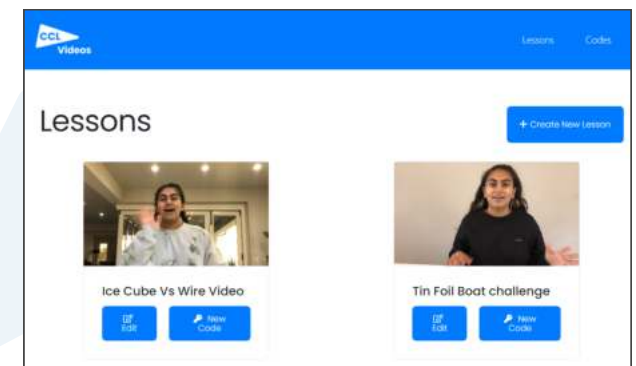 CCL
Videos
Lessons
Codes
Lessons
+ Create New Lesson
Ice Cube Vs Wire Video
Edit
New
Code
Tin Foil Boat challenge
Edit
New
Code